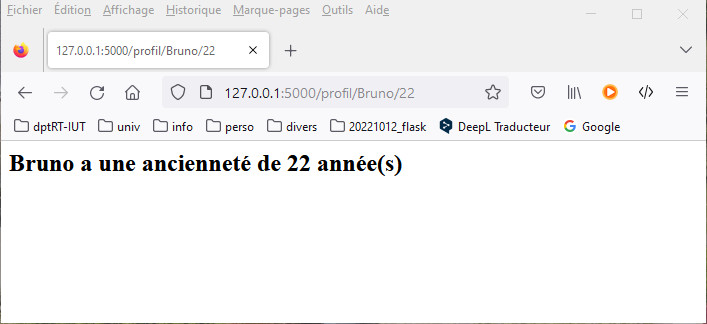 Fichier Édition Affichage Historique Marque-pages Outils Aide
127.0.0.1:5000/profil/Bruno/22
127.0.0.1:5000/profil/Bruno/22
dptRT-IUT univ info perso divers 20221012_flask DeepL Traducteur Google
Bruno a une ancienneté de 22 année(s)